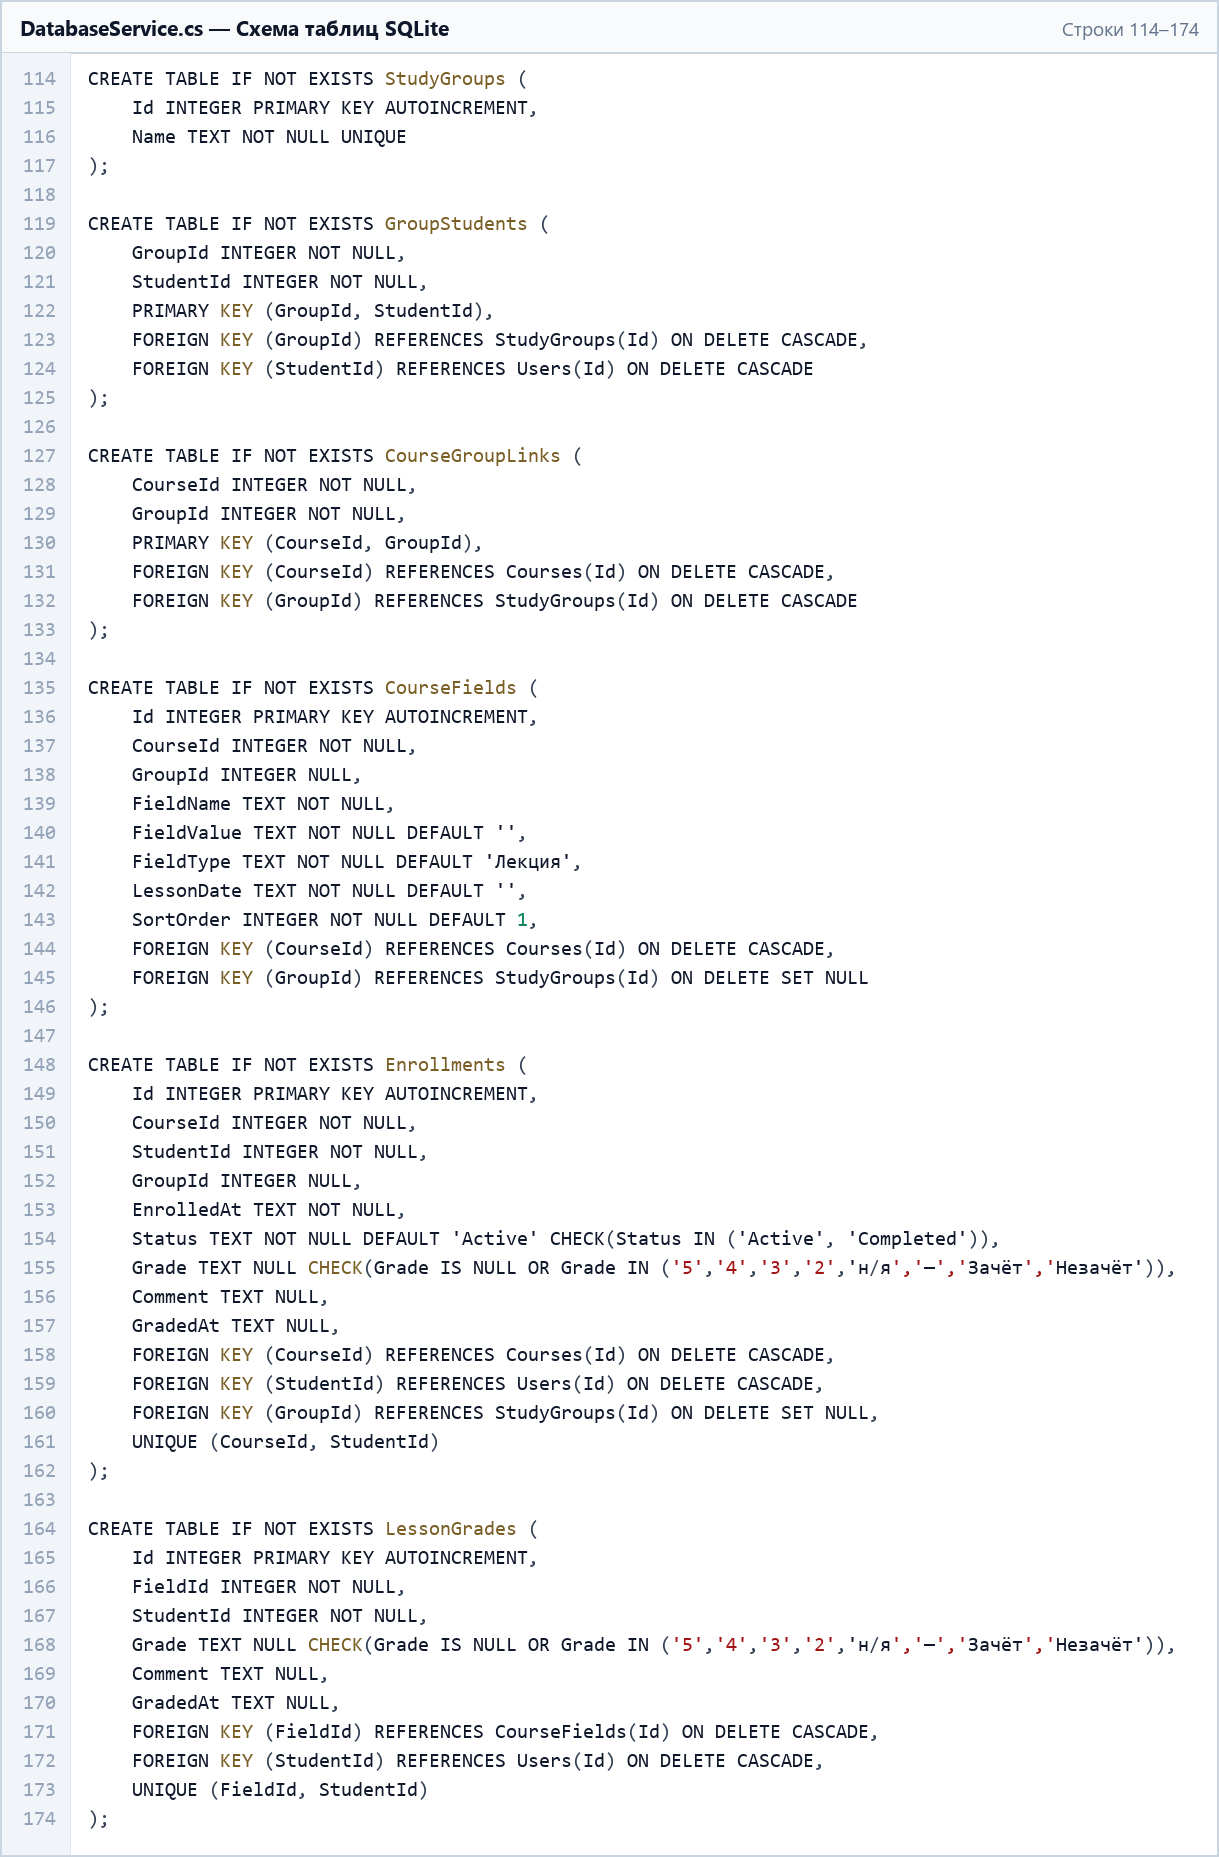 DatabaseService.cs — Схема таблиц SQLite Строки 114–174
114 CREATE TABLE IF NOT EXISTS StudyGroups (
115     Id INTEGER PRIMARY KEY AUTOINCREMENT,
116     Name TEXT NOT NULL UNIQUE
117 );
118
119 CREATE TABLE IF NOT EXISTS GroupStudents (
120     GroupId INTEGER NOT NULL,
121     StudentId INTEGER NOT NULL,
122     PRIMARY KEY (GroupId, StudentId),
123     FOREIGN KEY (GroupId) REFERENCES StudyGroups(Id) ON DELETE CASCADE,
124     FOREIGN KEY (StudentId) REFERENCES Users(Id) ON DELETE CASCADE
125 );
126
127 CREATE TABLE IF NOT EXISTS CourseGroupLinks (
128     CourseId INTEGER NOT NULL,
129     GroupId INTEGER NOT NULL,
130     PRIMARY KEY (CourseId, GroupId),
131     FOREIGN KEY (CourseId) REFERENCES Courses(Id) ON DELETE CASCADE,
132     FOREIGN KEY (GroupId) REFERENCES StudyGroups(Id) ON DELETE CASCADE
133 );
134
135 CREATE TABLE IF NOT EXISTS CourseFields (
136     Id INTEGER PRIMARY KEY AUTOINCREMENT,
137     CourseId INTEGER NOT NULL,
138     GroupId INTEGER NULL,
139     FieldName TEXT NOT NULL,
140     FieldValue TEXT NOT NULL DEFAULT '',
141     FieldType TEXT NOT NULL DEFAULT 'Лекция',
142     LessonDate TEXT NOT NULL DEFAULT '',
143     SortOrder INTEGER NOT NULL DEFAULT 1,
144     FOREIGN KEY (CourseId) REFERENCES Courses(Id) ON DELETE CASCADE,
145     FOREIGN KEY (GroupId) REFERENCES StudyGroups(Id) ON DELETE SET NULL
146 );
147
148 CREATE TABLE IF NOT EXISTS Enrollments (
149     Id INTEGER PRIMARY KEY AUTOINCREMENT,
150     CourseId INTEGER NOT NULL,
151     StudentId INTEGER NOT NULL,
152     GroupId INTEGER NULL,
153     EnrolledAt TEXT NOT NULL,
154     Status TEXT NOT NULL DEFAULT 'Active' CHECK(Status IN ('Active', 'Completed')),
155     Grade TEXT NULL CHECK(Grade IS NULL OR Grade IN ('5','4','3','2','н/я','—','Зачёт','Незачёт')),
156     Comment TEXT NULL,
157     GradedAt TEXT NULL,
158     FOREIGN KEY (CourseId) REFERENCES Courses(Id) ON DELETE CASCADE,
159     FOREIGN KEY (StudentId) REFERENCES Users(Id) ON DELETE CASCADE,
160     FOREIGN KEY (GroupId) REFERENCES StudyGroups(Id) ON DELETE SET NULL,
161     UNIQUE (CourseId, StudentId)
162 );
163
164 CREATE TABLE IF NOT EXISTS LessonGrades (
165     Id INTEGER PRIMARY KEY AUTOINCREMENT,
166     FieldId INTEGER NOT NULL,
167     StudentId INTEGER NOT NULL,
168     Grade TEXT NULL CHECK(Grade IS NULL OR Grade IN ('5','4','3','2','н/я','—','Зачёт','Незачёт')),
169     Comment TEXT NULL,
170     GradedAt TEXT NULL,
171     FOREIGN KEY (FieldId) REFERENCES CourseFields(Id) ON DELETE CASCADE,
172     FOREIGN KEY (StudentId) REFERENCES Users(Id) ON DELETE CASCADE,
173     UNIQUE (FieldId, StudentId)
174 );